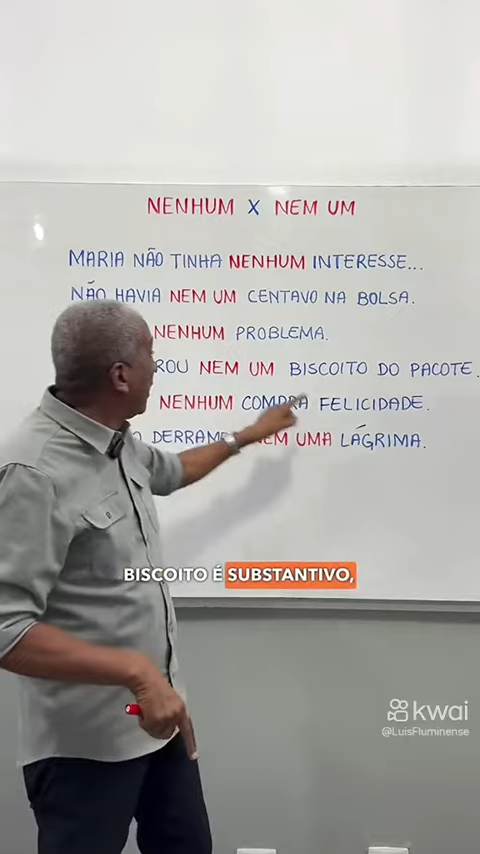 NENHUM X NEM UM
MARIA NÃO TINHA NENHUM INTERESSE...
NÃO HAVIA NEM UM CENTAVO NA BOLSA.
NENHUM PROBLEMA.
ROU NEM UM BISCOITO DO PACOTE.
NENHUM COMPRA FELICIDADE.
DERRAM NEM UMA LÁGRIMA.
BISCOITO É SUBSTANTIVO,
kwai
@LuisFluminense